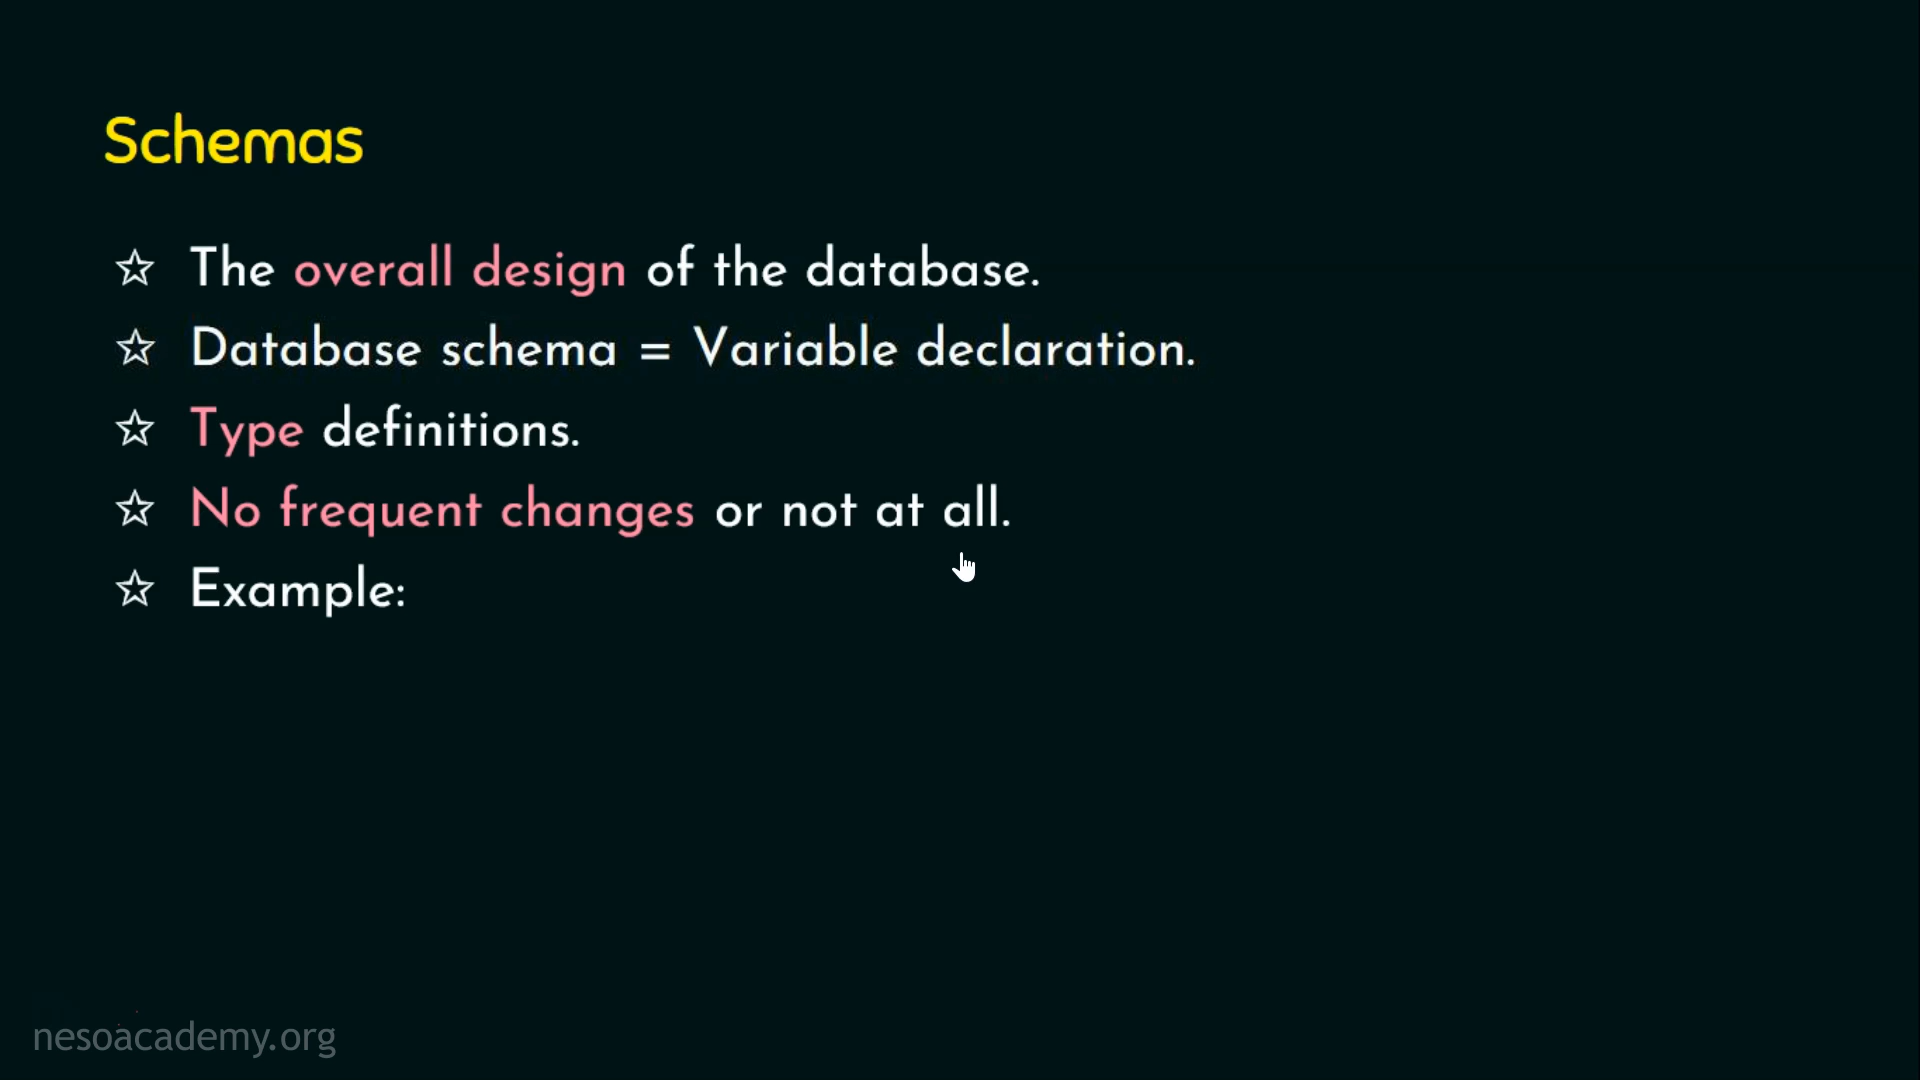 Schemas
☆ The overall design of the database.
☆ Database schema = Variable declaration.
☆ Type definitions.
☆ No frequent changes or not at all.
☆ Example:
nesoacademy.org